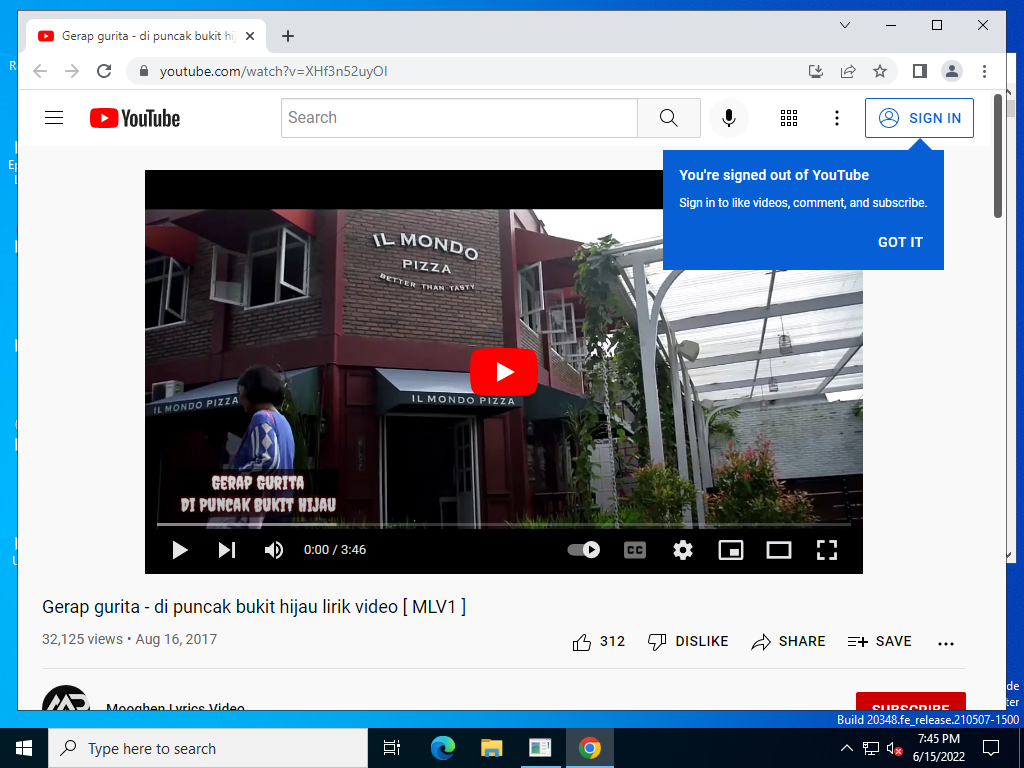 Gerap gurita - di puncak bukit hij
youtube.com/watch?v=XHf3n52uyOI
YouTube
Search
SIGN IN
You're signed out of YouTube
Sign in to like videos, comment, and subscribe.
GOT IT
IL MONDO
PIZZA
BETTER THAN TASTY
IL MONDO PIZZA
IL MONDO PIZZA
GERAP GURITA
DI PUNCAK BUKIT HIJAU
0:00 / 3:46
CC
Gerap gurita - di puncak bukit hijau lirik video [ MLV1 ]
32,125 views • Aug 16, 2017
312
DISLIKE
SHARE
SAVE
Mooghen Lyrics Video
SUBSCRIBE
Build 20348.fe_release.210507-1500
Type here to search
7:45 PM
6/15/2022